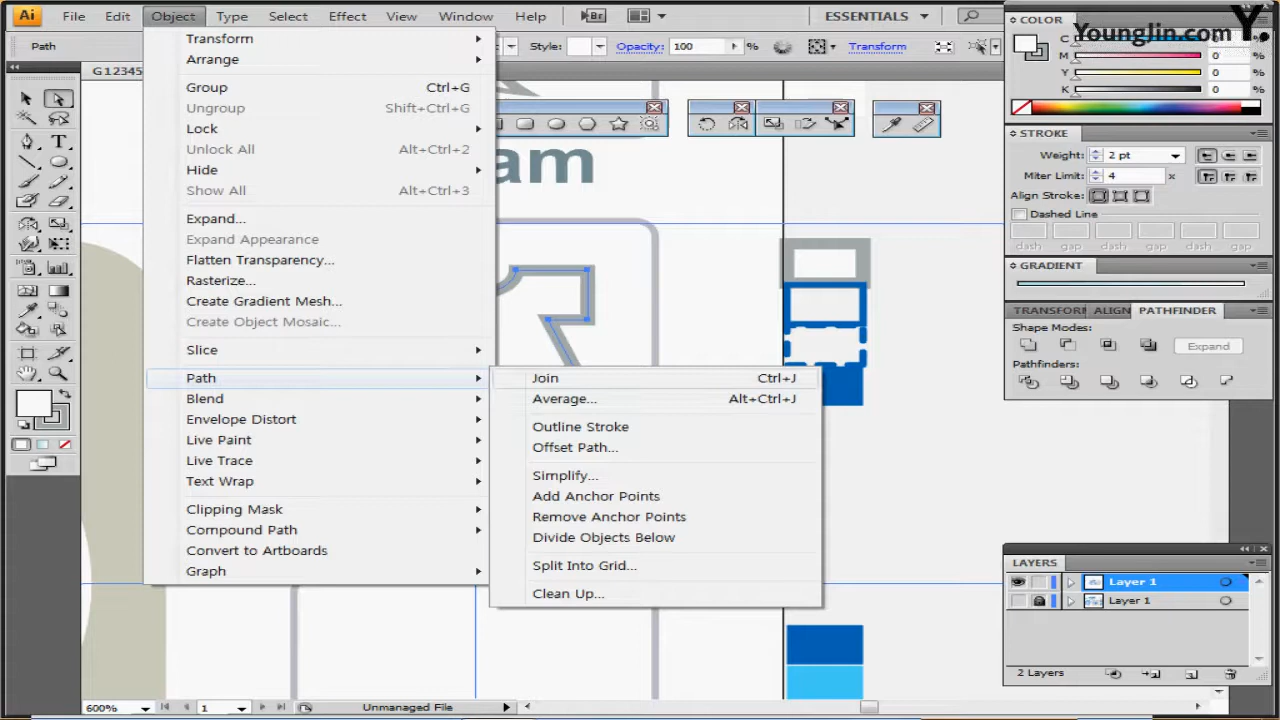 Ai File Edit Object Type Select Effect View Window Help Br ESSENTIALS
Path Style: Opacity: 100 % Transform
G12345
Transform
Arrange
Group Ctrl+G
Ungroup Shift+Ctrl+G
Lock
Unlock All Alt+Ctrl+2
Hide
Show All Alt+Ctrl+3
Expand...
Expand Appearance
Flatten Transparency...
Rasterize...
Create Gradient Mesh...
Create Object Mosaic...
Slice
Path
Blend
Envelope Distort
Live Paint
Live Trace
Text Wrap
Clipping Mask
Compound Path
Convert to Artboards
Graph
Join Ctrl+J
Average... Alt+Ctrl+J
Outline Stroke
Offset Path...
Simplify...
Add Anchor Points
Remove Anchor Points
Divide Objects Below
Split Into Grid...
Clean Up...
am
COLOR
Younglin.com Y.
C %
M 0 %
Y 0 %
K 0 %
STROKE
Weight: 2 pt
Miter Limit: 4 x
Align Stroke:
Dashed Line
dash gap dash gap dash gap
GRADIENT
TRANSFORM ALIGN PATHFINDER
Shape Modes:
Expand
Pathfinders:
LAYERS
Layer 1
Layer 1
2 Layers
600% 1 Unmanaged File